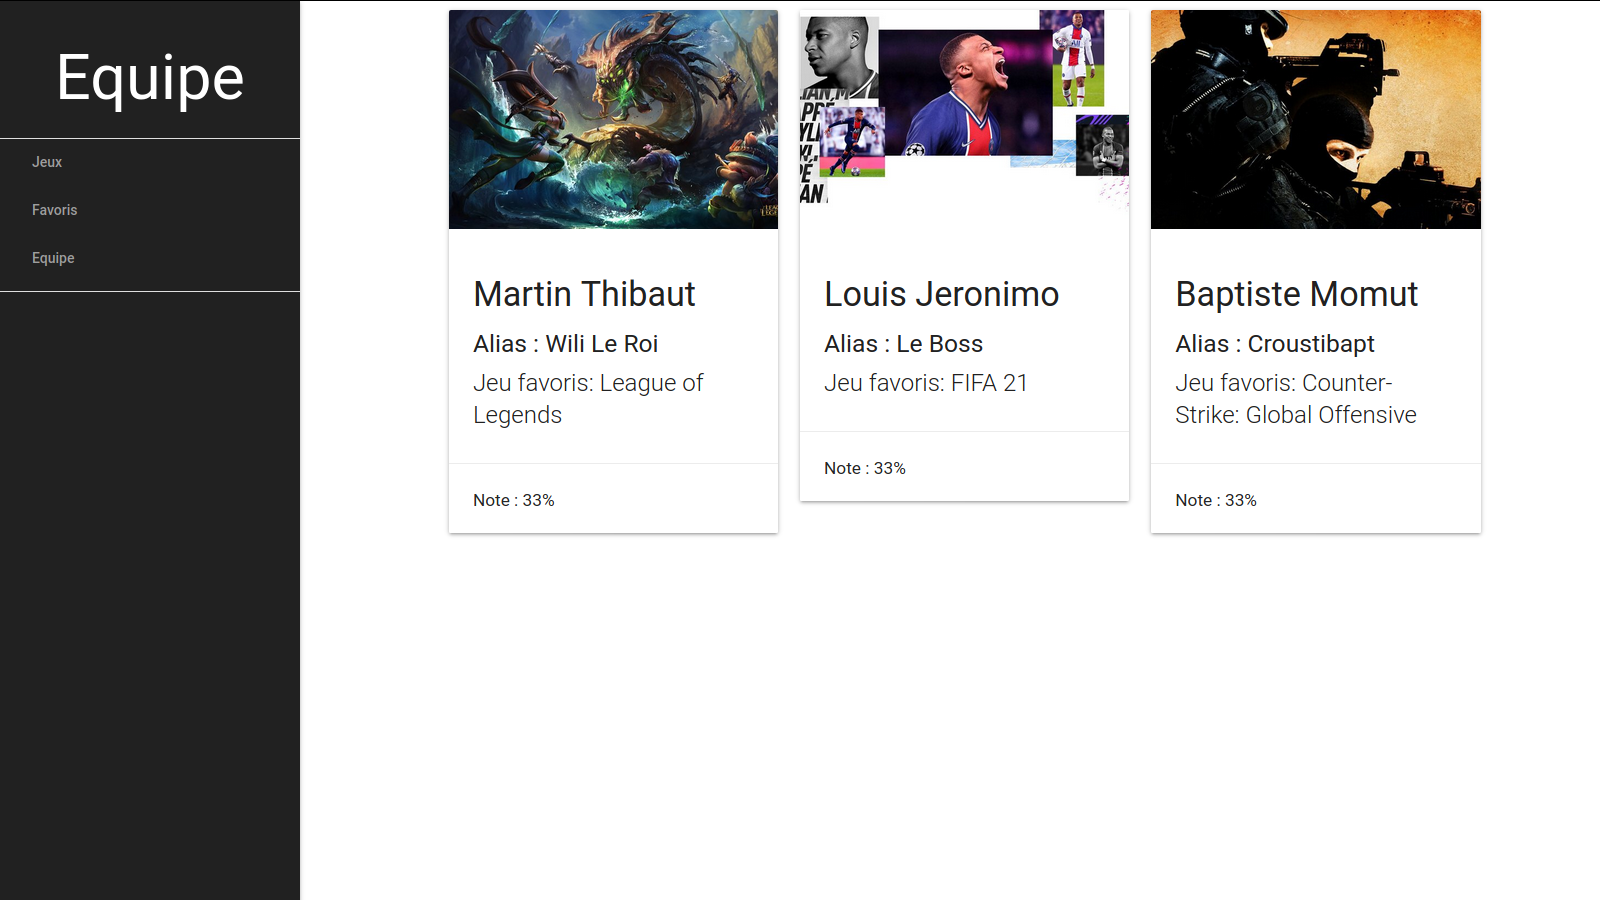 Equipe
Jeux
Favoris
Equipe
Martin Thibaut
Alias : Wili Le Roi
Jeu favoris: League of
Legends
Note : 33%
Louis Jeronimo
Alias : Le Boss
Jeu favoris: FIFA 21
Note : 33%
Baptiste Momut
Alias : Croustibapt
Jeu favoris: Counter-
Strike: Global Offensive
Note : 33%